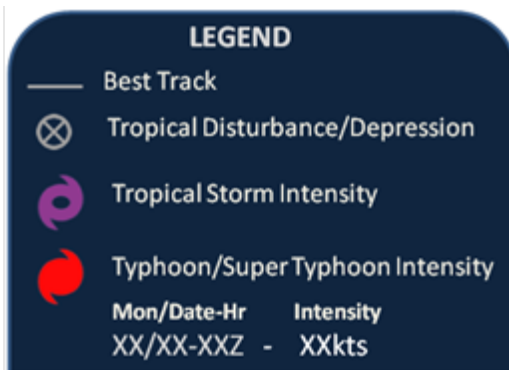 LEGEND
Best Track
Tropical Disturbance/Depression
Tropical Storm Intensity
Typhoon/Super Typhoon Intensity
Mon/Date-Hr Intensity
XX/XX-XXZ - XXkts